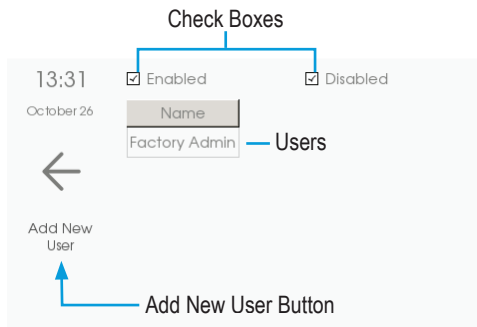 Check Boxes
13:31
Enabled
Disabled
October 26
Name
Factory Admin
Users
Add New
User
Add New User Button